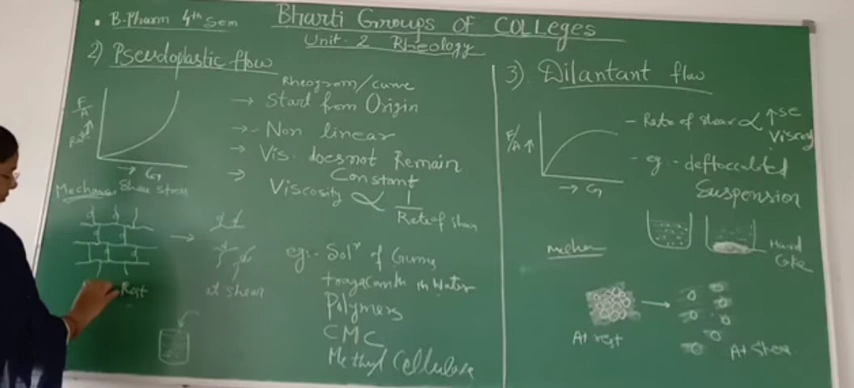 • B-Pharm 4th Sem
Bharti Groups of COLLEGES
Unit-2 Rheology
2) Pseudoplastic flow
F/A
→ G
Shear stress
Rheogram/curve
→ Start from Origin
→ Non linear
→ Vis. does not Remain
Constant
→ Viscosity ∝ 1/Rate of shear
→
at shear
eg:- Solⁿ of Gums
tragacanth in Water
Polymers
CMC
Methyl Cellulose
3) Dilantant flow
F/A ↑
→ G
- Rate of shear ∝ ↑se
Viscosity
- eg. - deflocculated
Suspension
Hard
Cake
At rest
→
At Shear